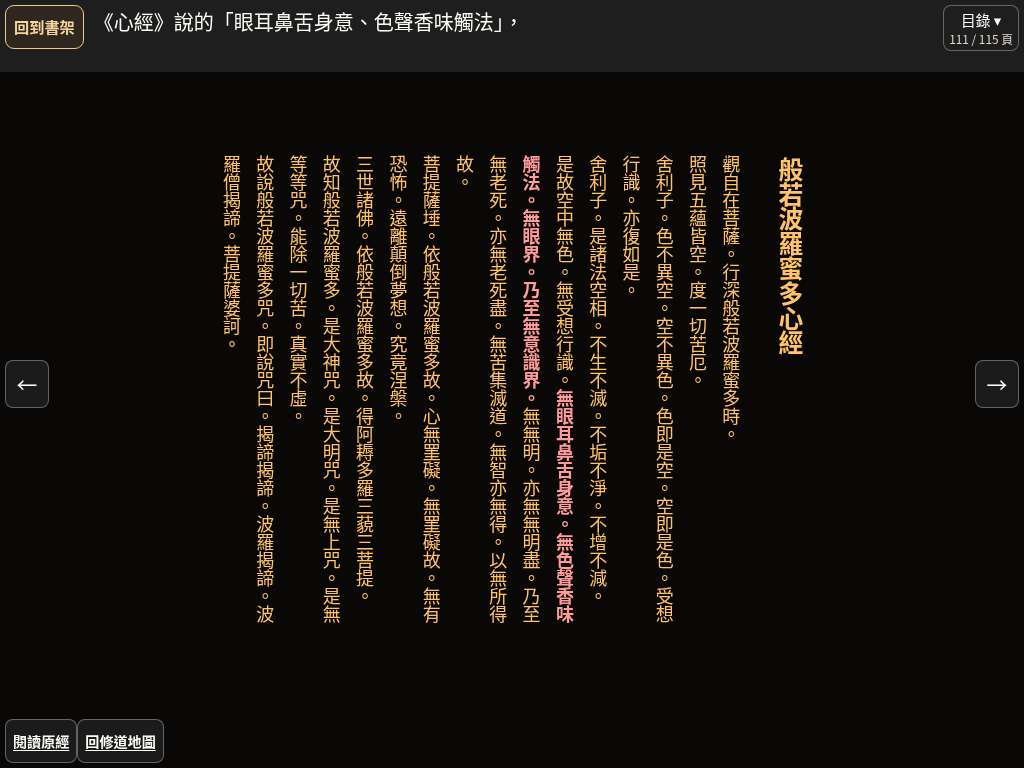 回到書架
《心經》說的「眼耳鼻舌身意、色聲香味觸法」，
目錄 ▾
111 / 115 頁
般若波羅蜜多心經
觀自在菩薩。行深般若波羅蜜多時。
照見五蘊皆空。度一切苦厄。
舍利子。色不異空。空不異色。色即是空。空即是色。受想
行識。亦復如是。
舍利子。是諸法空相。不生不滅。不垢不淨。不增不減。
是故空中無色。無受想行識。無眼耳鼻舌身意。無色聲香味
觸法。無眼界。乃至無意識界。無無明。亦無無明盡。乃至
無老死。亦無老死盡。無苦集滅道。無智亦無得。以無所得
故。
菩提薩埵。依般若波羅蜜多故。心無罣礙。無罣礙故。無有
恐怖。遠離顛倒夢想。究竟涅槃。
三世諸佛。依般若波羅蜜多故。得阿耨多羅三藐三菩提。
故知般若波羅蜜多。是大神咒。是大明咒。是無上咒。是無
等等咒。能除一切苦。真實不虛。
故說般若波羅蜜多咒。即說咒曰。揭諦揭諦。波羅揭諦。波
羅僧揭諦。菩提薩婆訶。
←
→
閱讀原經
回修道地圖